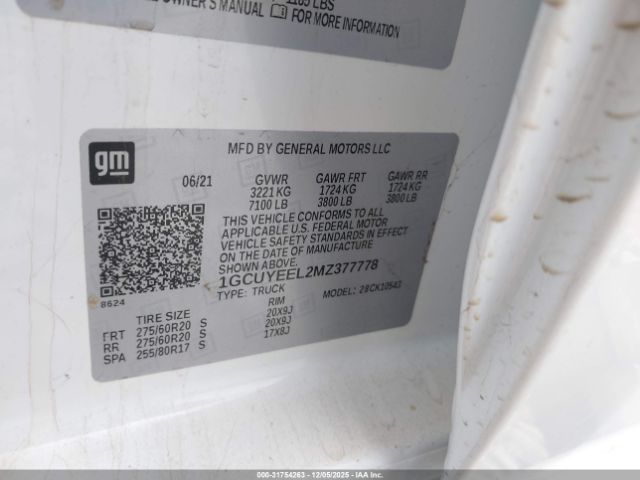 1185 LBS
OWNER'S MANUAL FOR MORE INFORMATION
gm
MFD BY GENERAL MOTORS LLC
06/21 GVWR GAWR FRT GAWR RR
3221 KG 1724 KG 1724 KG
7100 LB 3800 LB 3800 LB
THIS VEHICLE CONFORMS TO ALL
APPLICABLE U.S. FEDERAL MOTOR
VEHICLE SAFETY STANDARDS IN EFFECT
ON THE DATE OF MANUFACTURE
1GCUYEEL2MZ377778
TYPE: TRUCK MODEL: 28CK10543
8624
TIRE SIZE RIM
FRT 275/60R20 S 20X9J
RR 275/60R20 S 20X9J
SPA 255/80R17 S 17X8J
000-31754263 12/05/2025 IAA Inc.